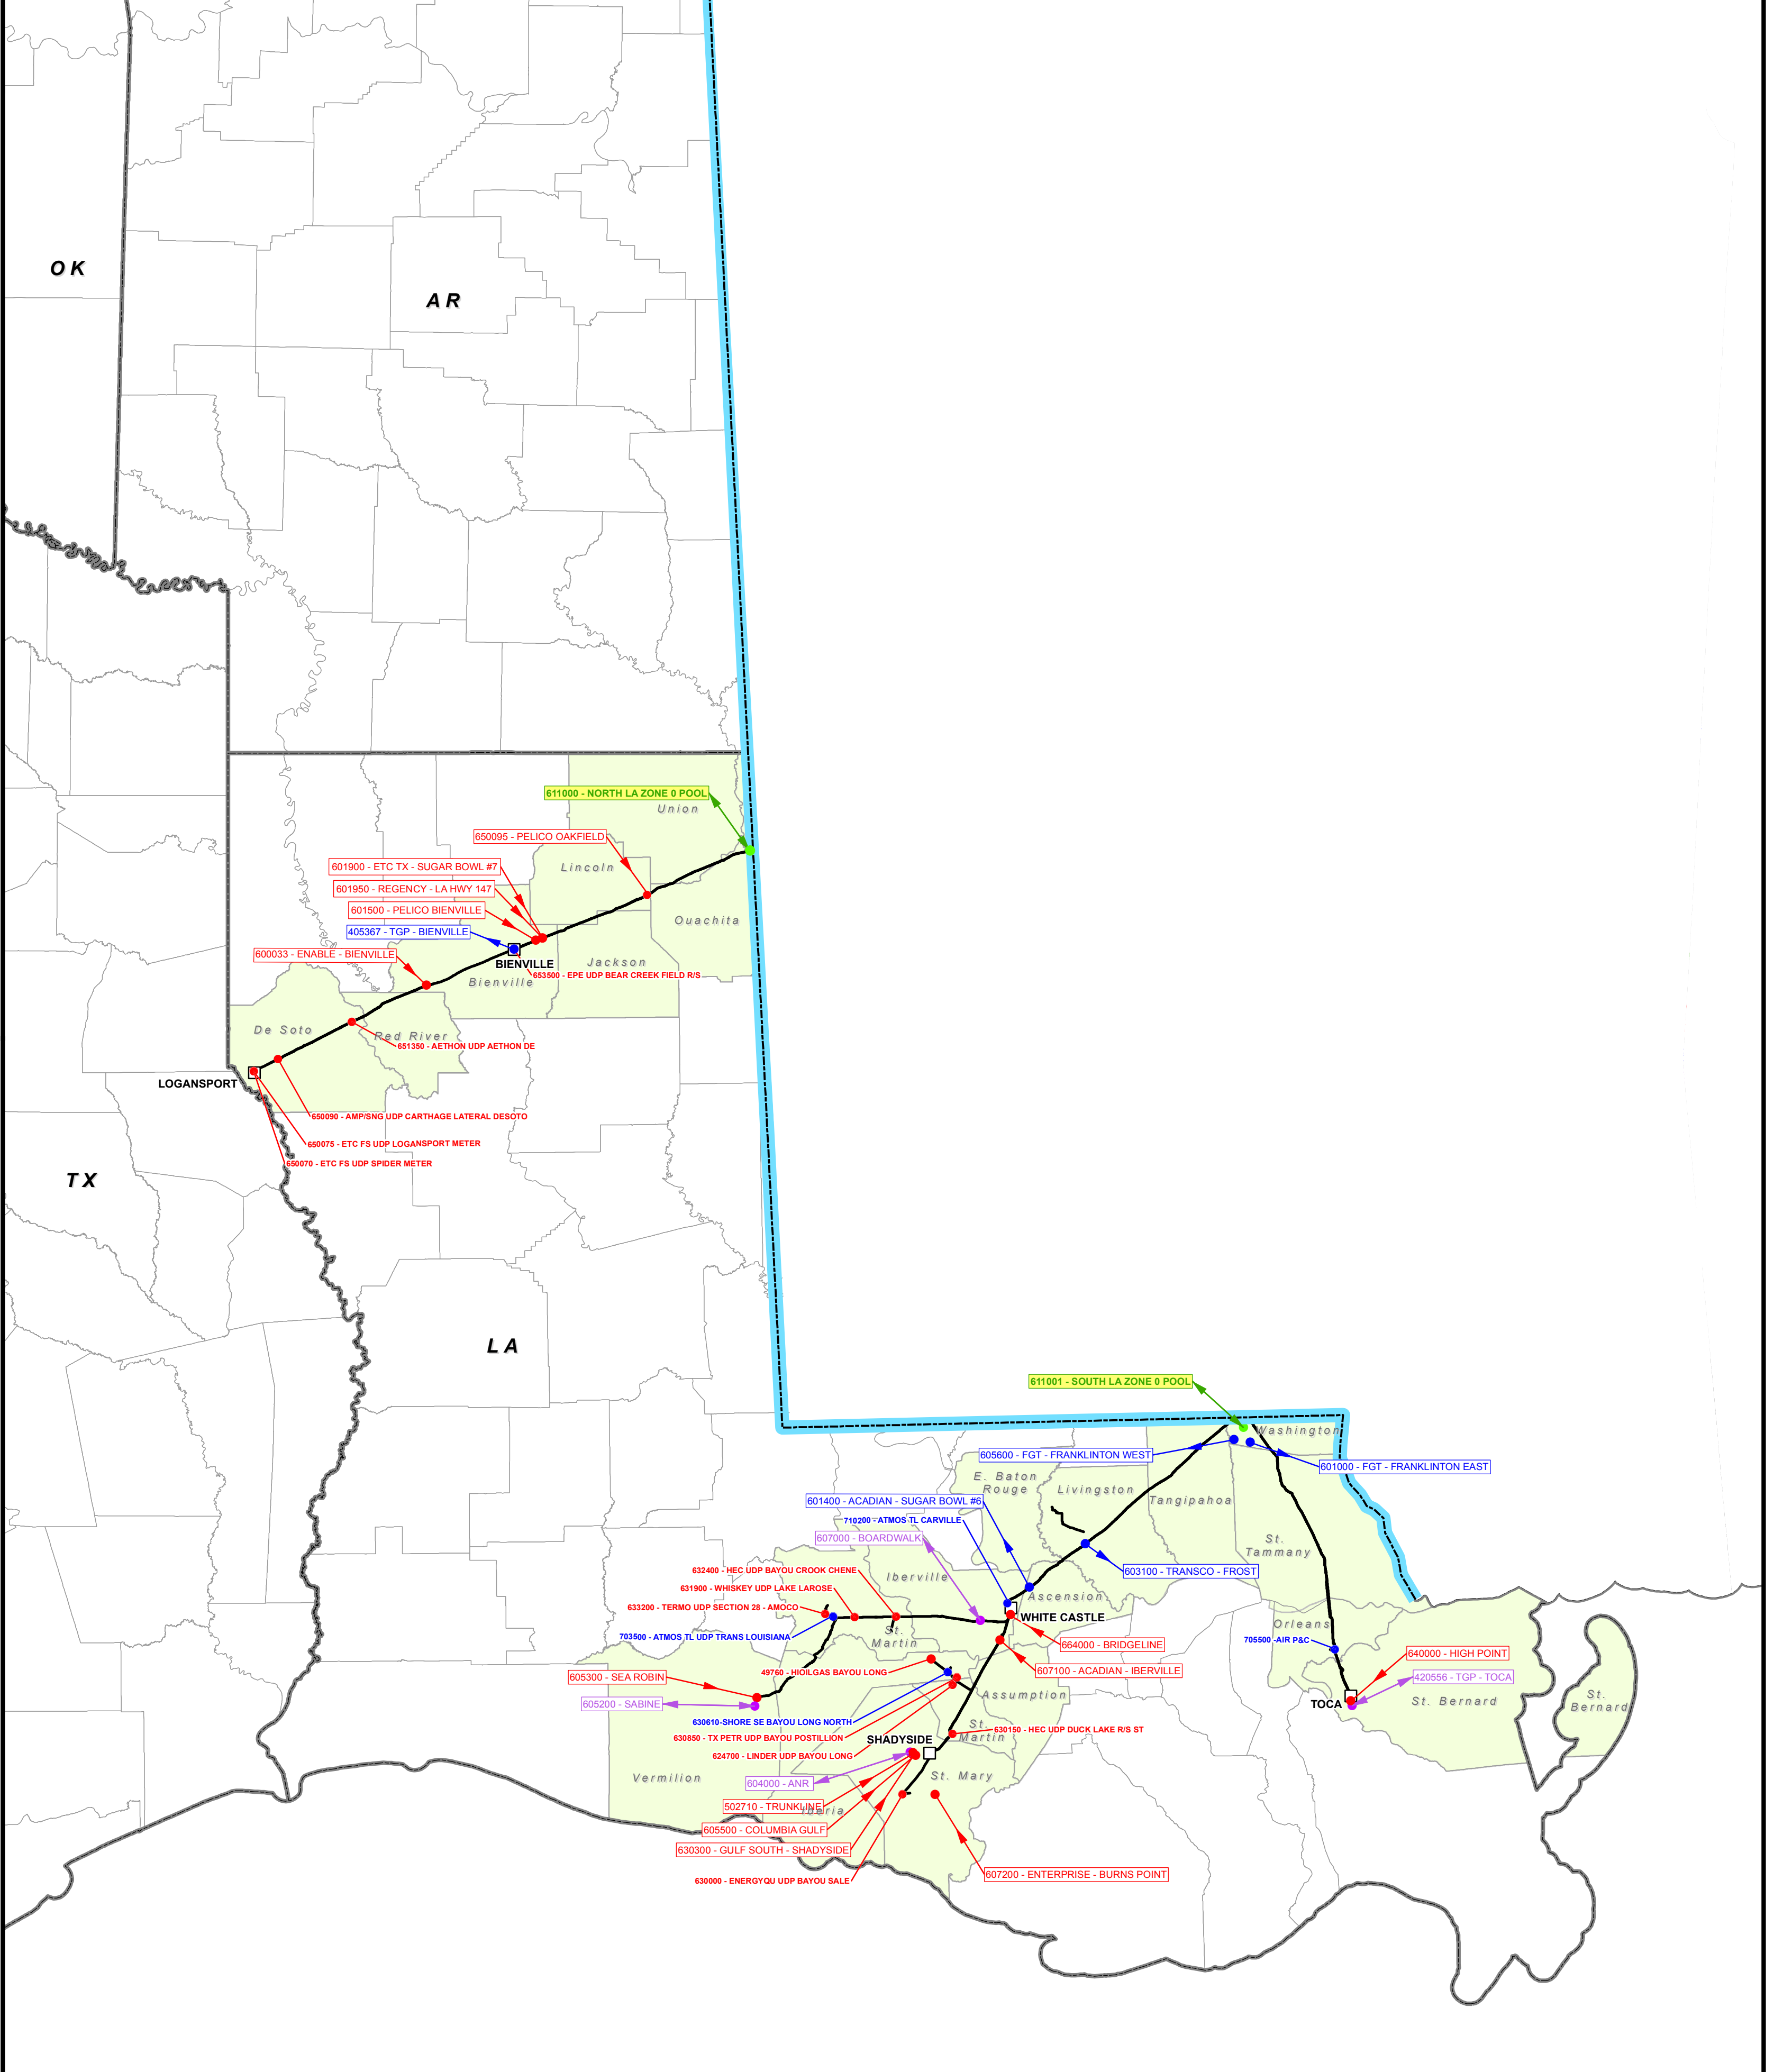 OK
AR
611000 - NORTH LA ZONE 0 POOL
Union
650095 - PELICO OAKFIELD
601900 - ETC TX - SUGAR BOWL #7
Lincoln
601950 - REGENCY - LA HWY 147
601500 - PELICO BIENVILLE
Ouachita
405367 - TGP - BIENVILLE
600033 - ENABLE - BIENVILLE
BIENVILLE
Jackson
653500 - EPE UDP BEAR CREEK FIELD R/S
Bienville
De Soto
Red River
651350 - AETHON UDP AETHON DE
LOGANSPORT
650090 - AMP/SNG UDP CARTHAGE LATERAL DESOTO
650075 - ETC FS UDP LOGANSPORT METER
650070 - ETC FS UDP SPIDER METER
TX
LA
611001 - SOUTH LA ZONE 0 POOL
Washington
605600 - FGT - FRANKLINTON WEST
601000 - FGT - FRANKLINTON EAST
E. Baton
Rouge
Livingston
Tangipahoa
601400 - ACADIAN - SUGAR BOWL #6
710200 - ATMOS TL CARVILLE
607000 - BOARDWALK
St.
Tammany
632400 - HEC UDP BAYOU CROOK CHENE
603100 - TRANSCO - FROST
Iberville
631900 - WHISKEY UDP LAKE LAROSE
Ascension
633200 - TERMO UDP SECTION 28 - AMOCO
WHITE CASTLE
Orleans
703500 - ATMOS TL UDP TRANS LOUISIANA
St.
Martin
705500 -AIR P&C
664000 - BRIDGELINE
640000 - HIGH POINT
607100 - ACADIAN - IBERVILLE
49760 - HIOILGAS BAYOU LONG
605300 - SEA ROBIN
420556 - TGP - TOCA
Assumption
605200 - SABINE
TOCA
St. Bernard
St.
Bernard
630610-SHORE SE BAYOU LONG NORTH
630850 - TX PETR UDP BAYOU POSTILLION
St.
Martin
630150 - HEC UDP DUCK LAKE R/S ST
SHADYSIDE
624700 - LINDER UDP BAYOU LONG
Vermilion
St. Mary
604000 - ANR
502710 - TRUNKLINE
Iberia
605500 - COLUMBIA GULF
630300 - GULF SOUTH - SHADYSIDE
607200 - ENTERPRISE - BURNS POINT
630000 - ENERGYQU UDP BAYOU SALE